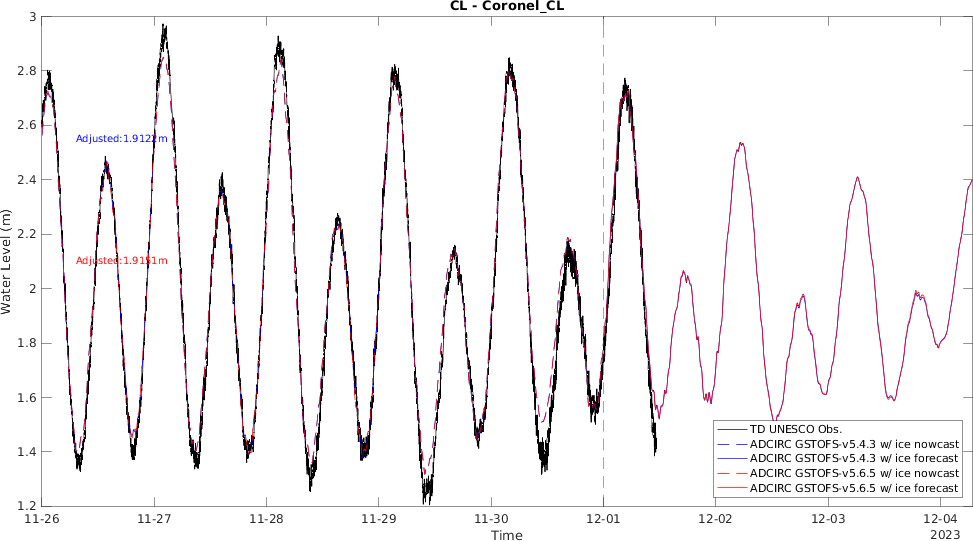 CL - Coronel_CL
3
2.8
2.6
2.4
2.2
2
1.8
1.6
1.4
1.2
Water Level (m)
Adjusted:1.9122m
Adjusted:1.9151m
TD UNESCO Obs.
ADCIRC GSTOFS-v5.4.3 w/ ice nowcast
ADCIRC GSTOFS-v5.4.3 w/ ice forecast
ADCIRC GSTOFS-v5.6.5 w/ ice nowcast
ADCIRC GSTOFS-v5.6.5 w/ ice forecast
11-26 11-27 11-28 11-29 11-30 12-01 12-02 12-03 12-04
Time
2023